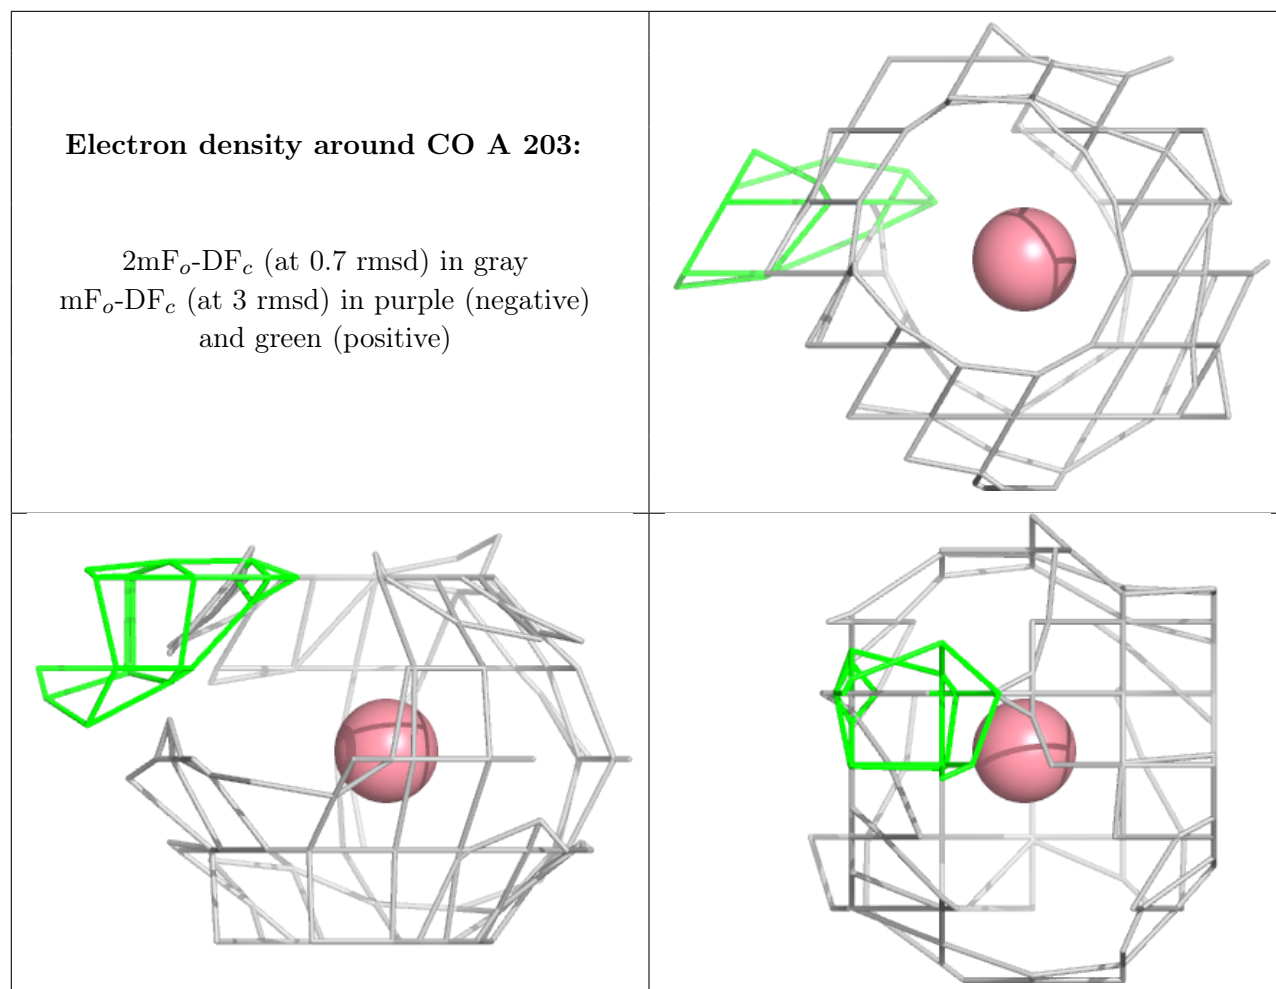 Electron density around CO A 203:
2mFo-DFc (at 0.7 rmsd) in gray
mFo-DFc (at 3 rmsd) in purple (negative)
and green (positive)